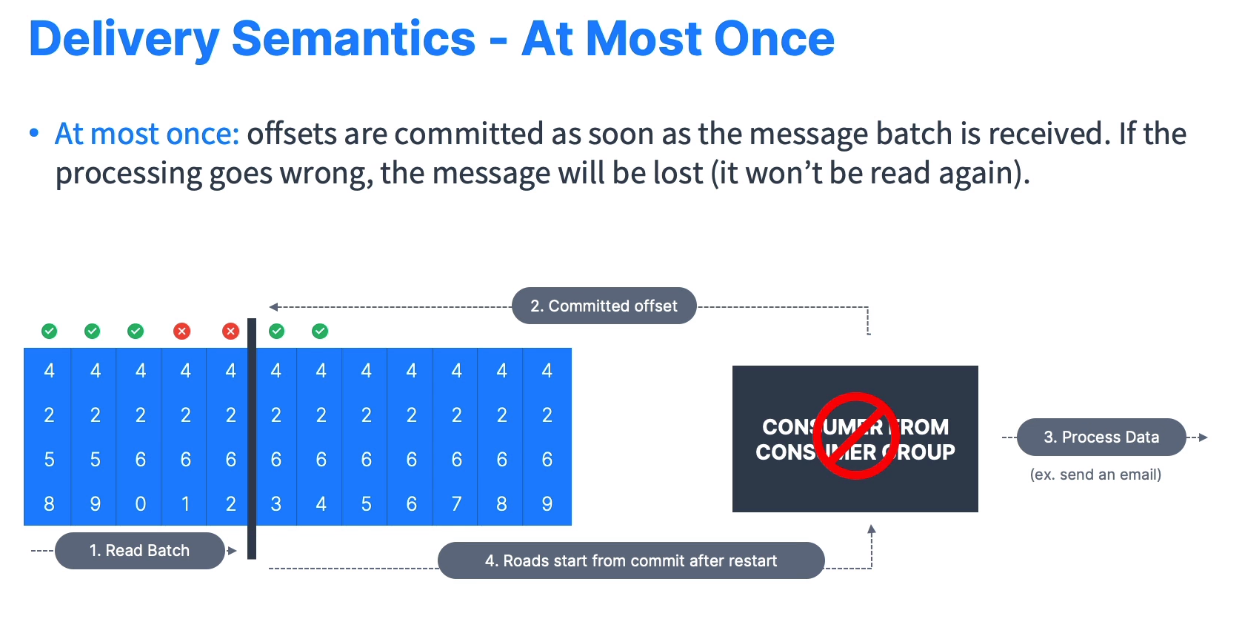 Delivery Semantics - At Most Once
• At most once: offsets are committed as soon as the message batch is received. If the
processing goes wrong, the message will be lost (it won’t be read again).
2. Committed offset
4 4 4 4 4 4 4 4 4 4 4 4
2 2 2 2 2 2 2 2 2 2 2 2
5 5 6 6 6 6 6 6 6 6 6 6
8 9 0 1 2 3 4 5 6 7 8 9
CONSUMER FROM
CONSUMER GROUP
3. Process Data
(ex. send an email)
1. Read Batch
4. Roads start from commit after restart